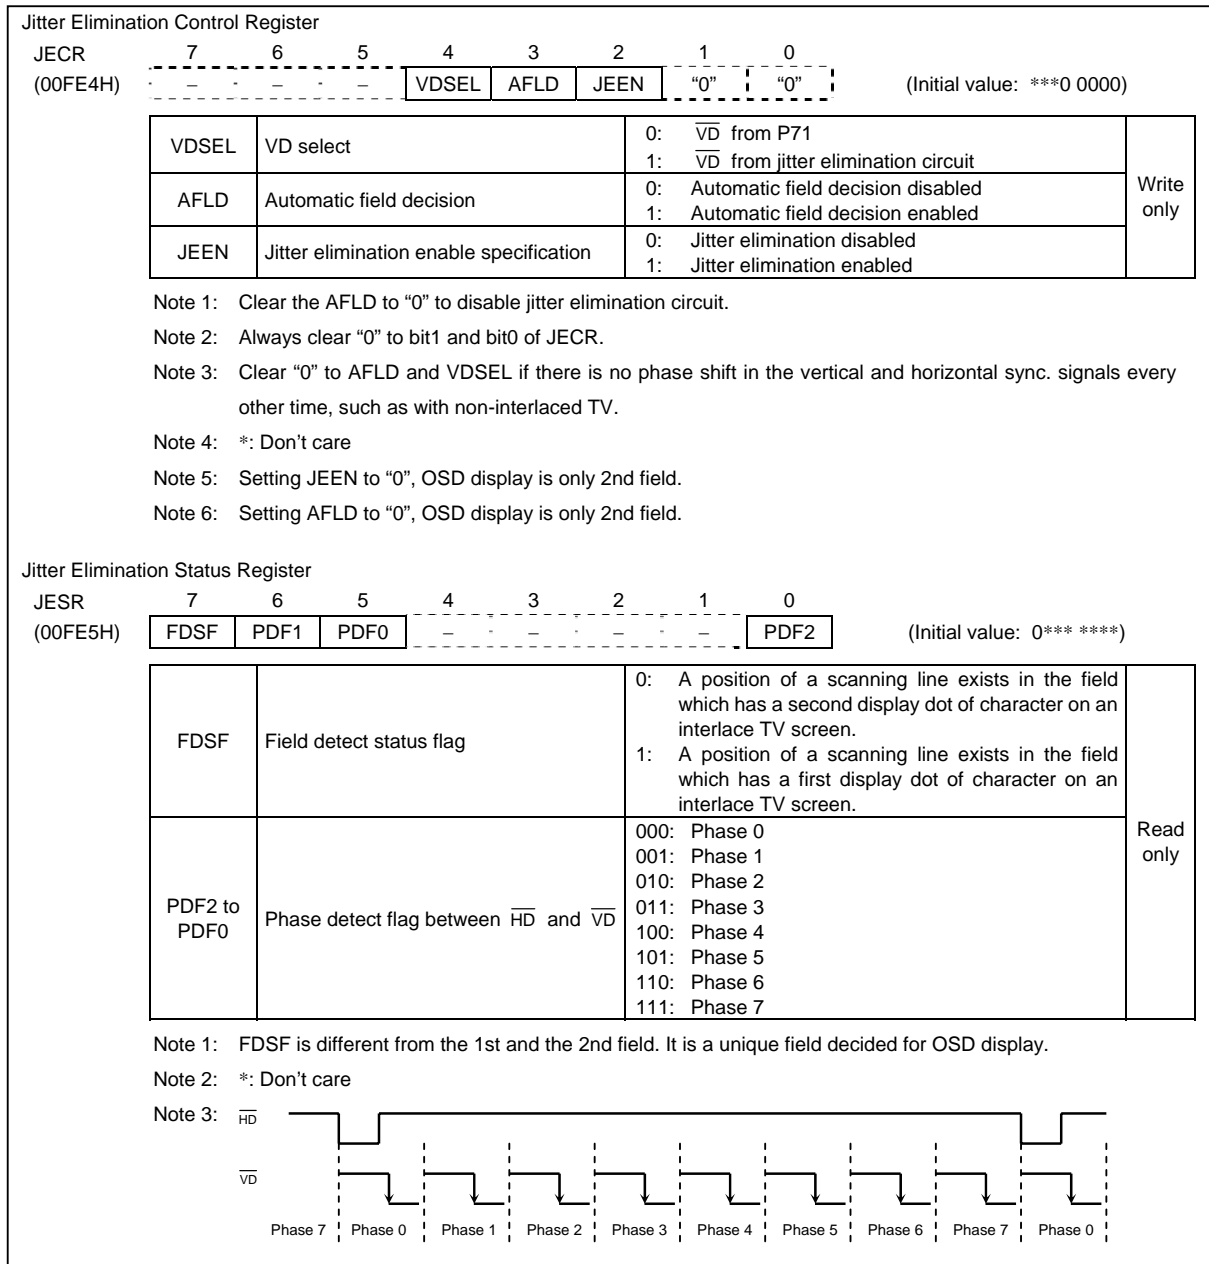 Jitter Elimination Control Register
JECR 7 6 5 4 3 2 1 0
(00FE4H) – – – VDSEL AFLD JEEN “0” “0” (Initial value: ***0 0000)
VDSEL VD select 0: VD from P71
1: VD from jitter elimination circuit
AFLD Automatic field decision 0: Automatic field decision disabled
1: Automatic field decision enabled
JEEN Jitter elimination enable specification 0: Jitter elimination disabled
1: Jitter elimination enabled
Write
only
Note 1: Clear the AFLD to “0” to disable jitter elimination circuit.
Note 2: Always clear “0” to bit1 and bit0 of JECR.
Note 3: Clear “0” to AFLD and VDSEL if there is no phase shift in the vertical and horizontal sync. signals every
other time, such as with non-interlaced TV.
Note 4: *: Don’t care
Note 5: Setting JEEN to “0”, OSD display is only 2nd field.
Note 6: Setting AFLD to “0”, OSD display is only 2nd field.
Jitter Elimination Status Register
JESR 7 6 5 4 3 2 1 0
(00FE5H) FDSF PDF1 PDF0 – – – – PDF2 (Initial value: 0*** ****)
FDSF Field detect status flag
0: A position of a scanning line exists in the field
which has a second display dot of character on an
interlace TV screen.
1: A position of a scanning line exists in the field
which has a first display dot of character on an
interlace TV screen.
PDF2 to
PDF0
Phase detect flag between HD and VD
000: Phase 0
001: Phase 1
010: Phase 2
011: Phase 3
100: Phase 4
101: Phase 5
110: Phase 6
111: Phase 7
Read
only
Note 1: FDSF is different from the 1st and the 2nd field. It is a unique field decided for OSD display.
Note 2: *: Don’t care
Note 3: HD
VD
Phase 7 Phase 0 Phase 1 Phase 2 Phase 3 Phase 4 Phase 5 Phase 6 Phase 7 Phase 0